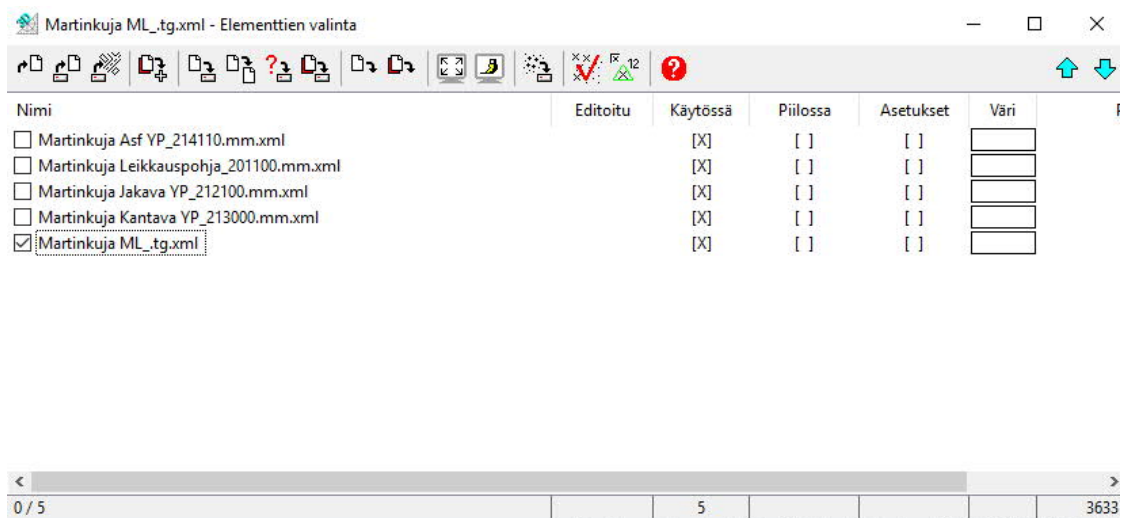 Martinkuja ML_.tg.xml - Elementtien valinta
12
Nimi Editoitu Käytössä Piilossa Asetukset Väri
Martinkuja Asf YP_214110.mm.xml [X] [ ] [ ]
Martinkuja Leikkauspohja_201100.mm.xml [X] [ ] [ ]
Martinkuja Jakava YP_212100.mm.xml [X] [ ] [ ]
Martinkuja Kantava YP_213000.mm.xml [X] [ ] [ ]
Martinkuja ML_.tg.xml [X] [ ] [ ]
0 / 5 5 3633